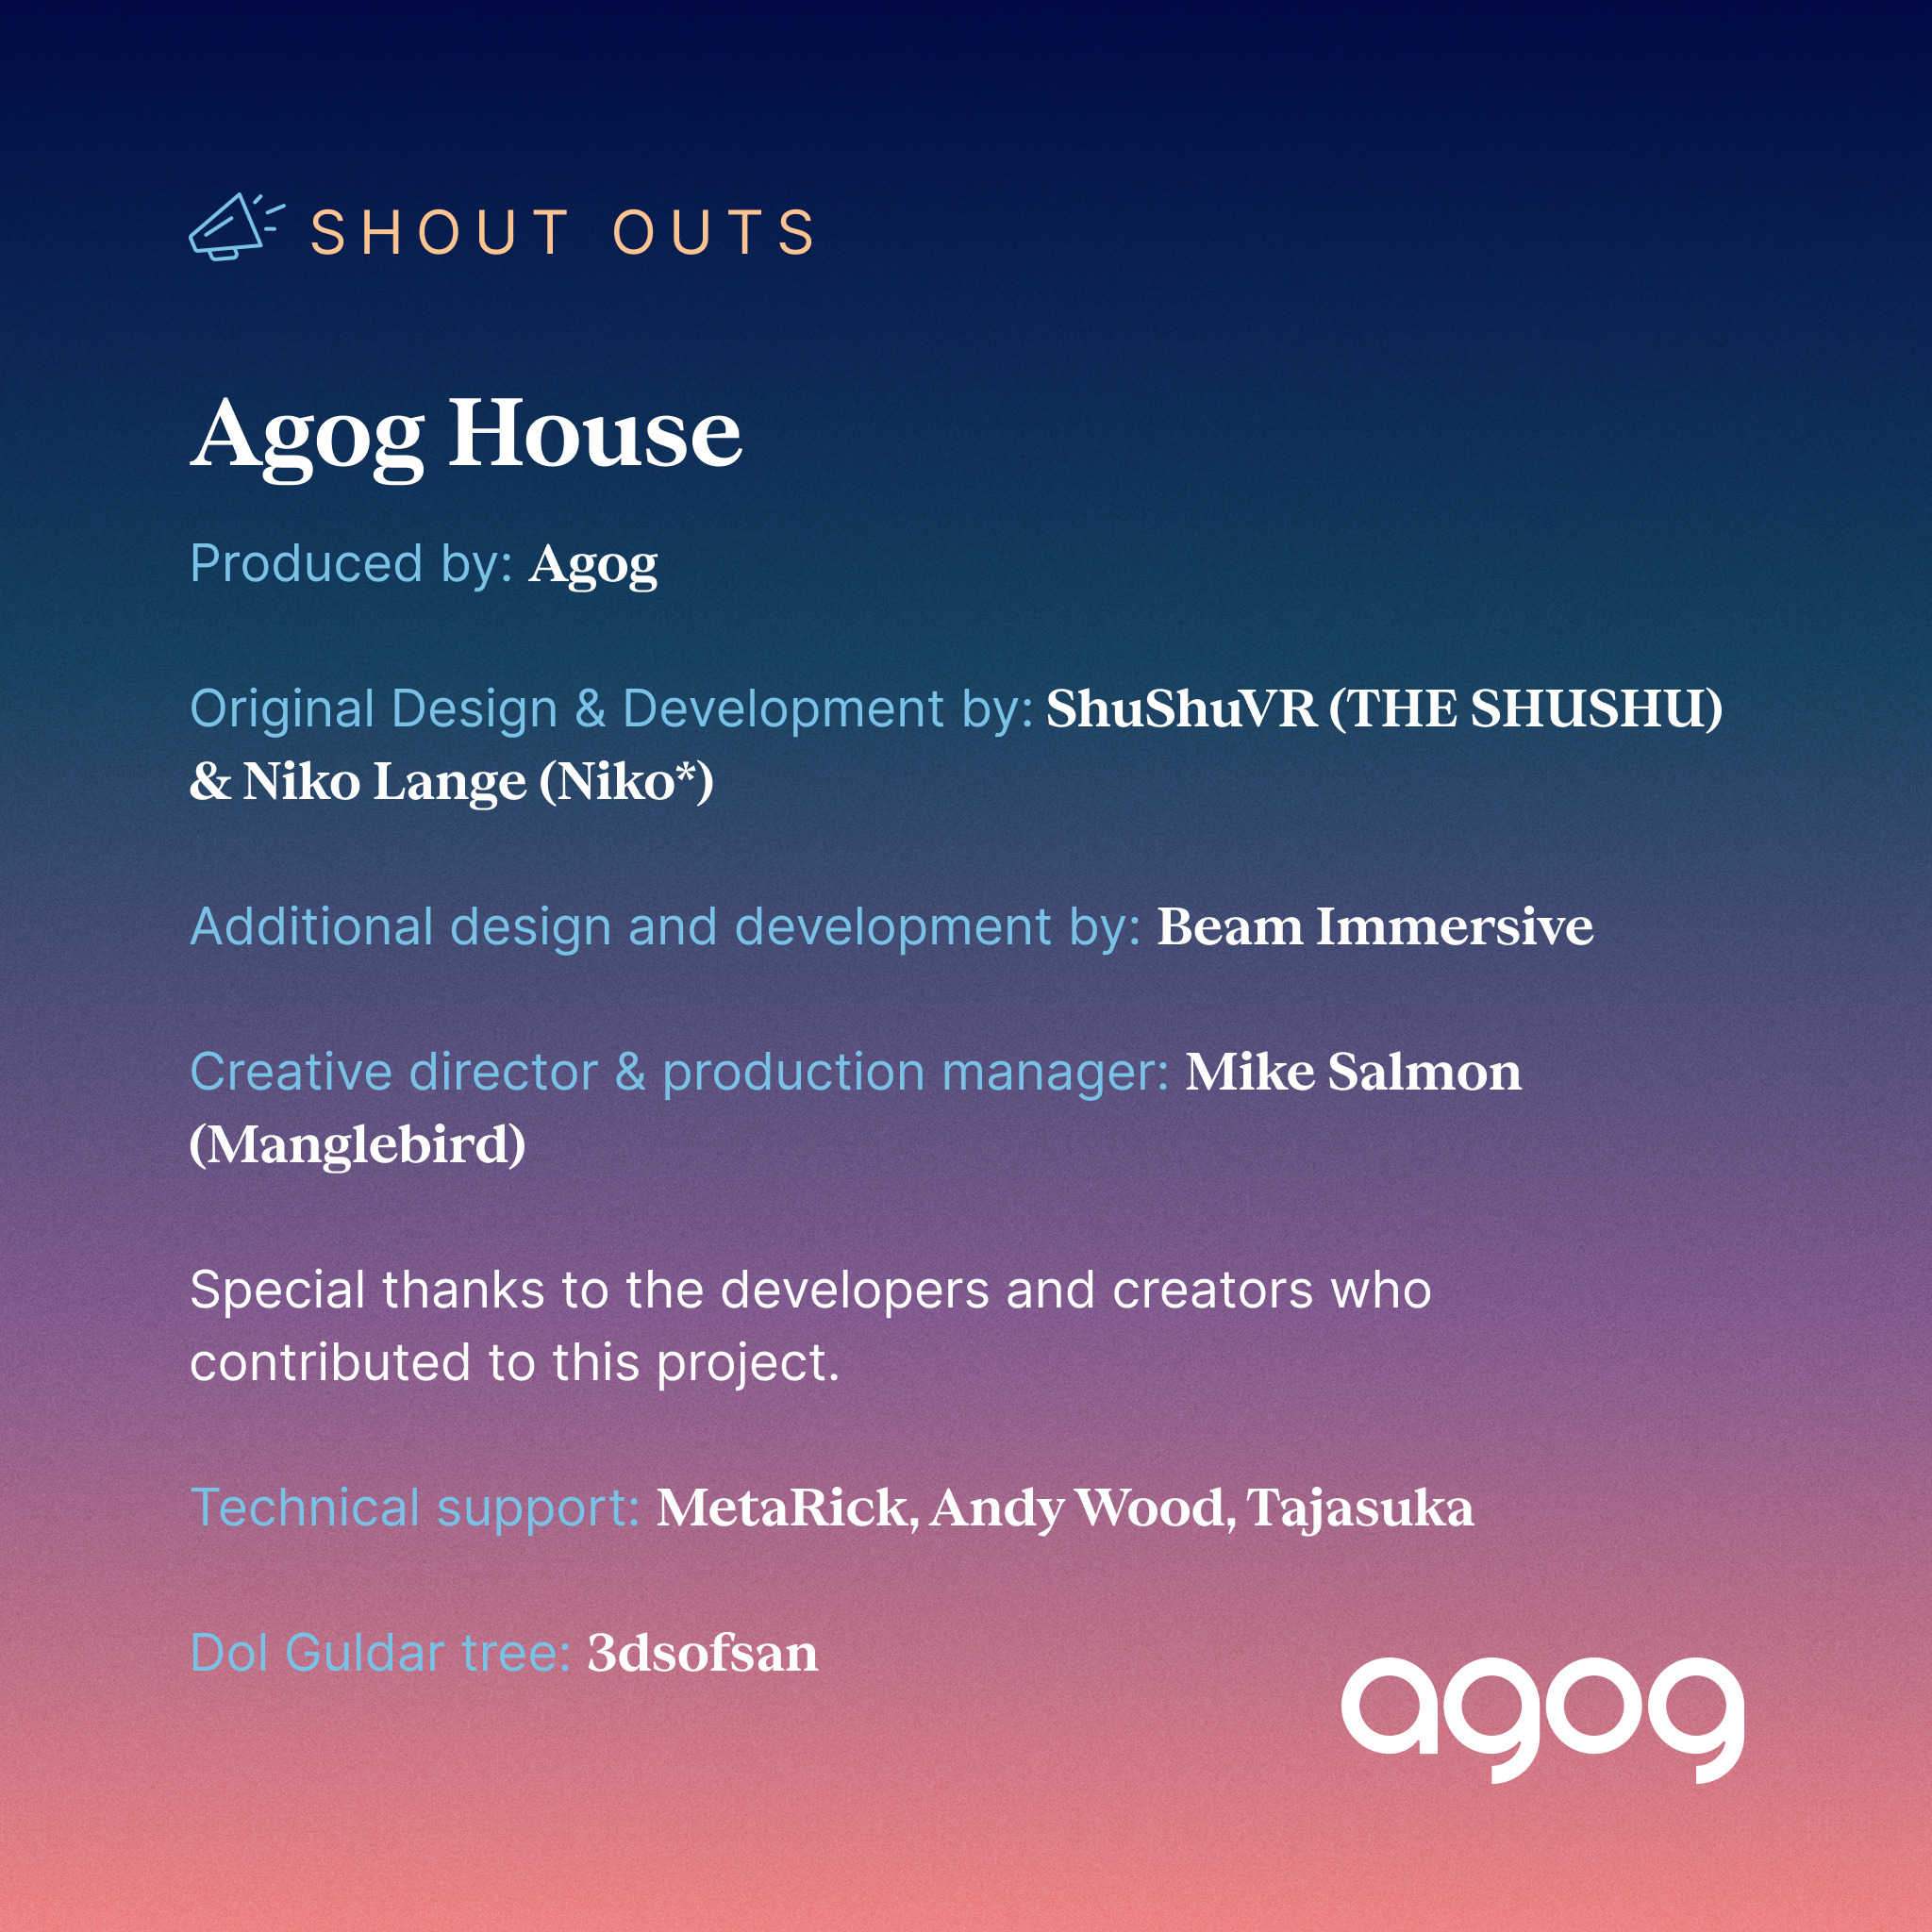 SHOUT OUTS
Agog House
Produced by: Agog
Original Design & Development by: ShuShuVR (THE SHUSHU)
& Niko Lange (Niko*)
Additional design and development by: Beam Immersive
Creative director & production manager: Mike Salmon
(Manglebird)
Special thanks to the developers and creators who
contributed to this project.
Technical support: MetaRick, Andy Wood, Tajasuka
Dol Guldar tree: 3dsofsan
agog